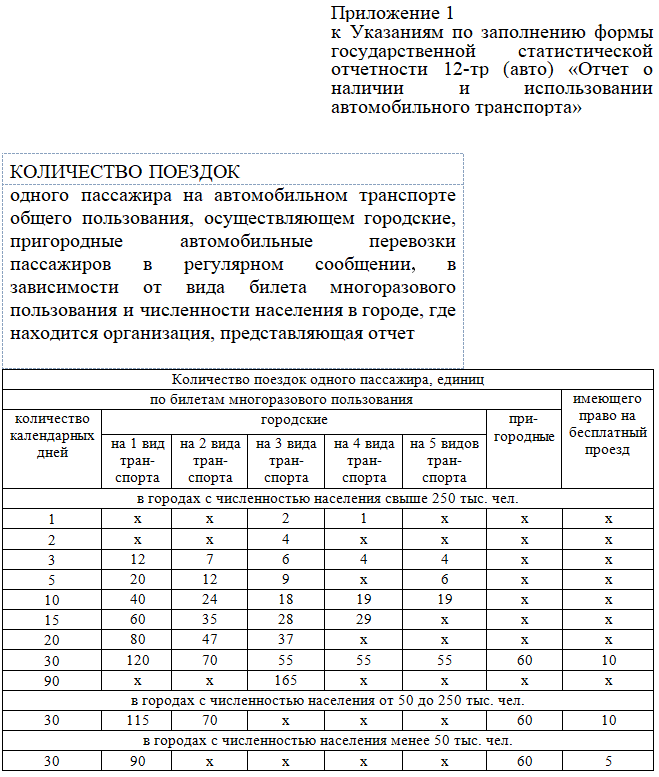 Приложение 1
к Указаниям по заполнению формы
государственной статистической
отчетности 12-тр (авто) «Отчет о
наличии и использовании
автомобильного транспорта»
КОЛИЧЕСТВО ПОЕЗДОК
одного пассажира на автомобильном транспорте
общего пользования, осуществляющем городские,
пригородные автомобильные перевозки
пассажиров в регулярном сообщении, в
зависимости от вида билета многоразового
пользования и численности населения в городе, где
находится организация, представляющая отчет
Количество поездок одного пассажира, единиц
по билетам многоразового пользования
имеющего
право на
бесплатный
проезд
количество
календарных
дней
городские
при-
городные
на 1 вид
тран-
спорта
на 2 вида
тран-
спорта
на 3 вида
тран-
спорта
на 4 вида
тран-
спорта
на 5 видов
тран-
спорта
в городах с численностью населения свыше 250 тыс. чел.
1 х х 2 1 х х х
2 х х 4 х х х х
3 12 7 6 4 4 х х
5 20 12 9 х 6 х х
10 40 24 18 19 19 х х
15 60 35 28 29 х х х
20 80 47 37 х х х х
30 120 70 55 55 55 60 10
90 х х 165 х х х х
в городах с численностью населения от 50 до 250 тыс. чел.
30 115 70 х х х 60 10
в городах с численностью населения менее 50 тыс. чел.
30 90 х х х х 60 5